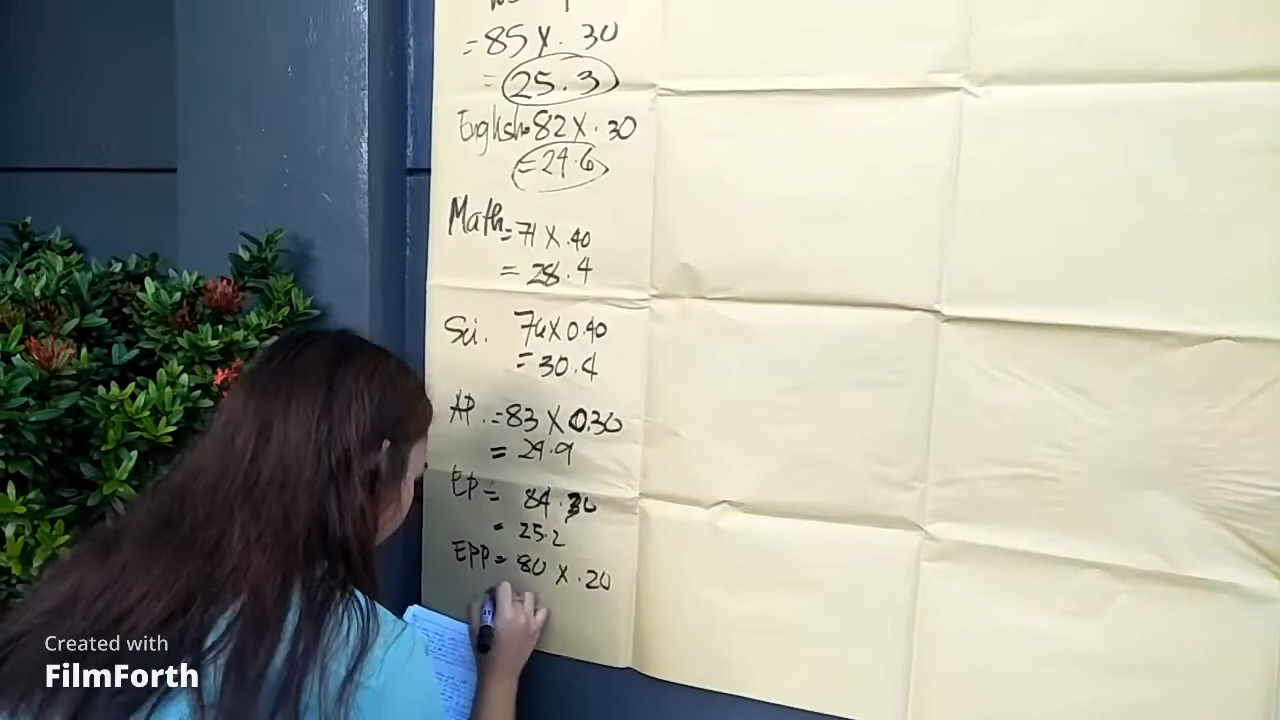 = 85 X . 30
= 25.3
English = 82 X . 30
= 24.6
Math = 71 X .40
= 28.4
Sci. 76 X 0.40
= 30.4
AP. = 83 X 0.30
= 24.9
EP = 84 .30
= 25.2
EPP = 80 X .20
Created with
FilmForth